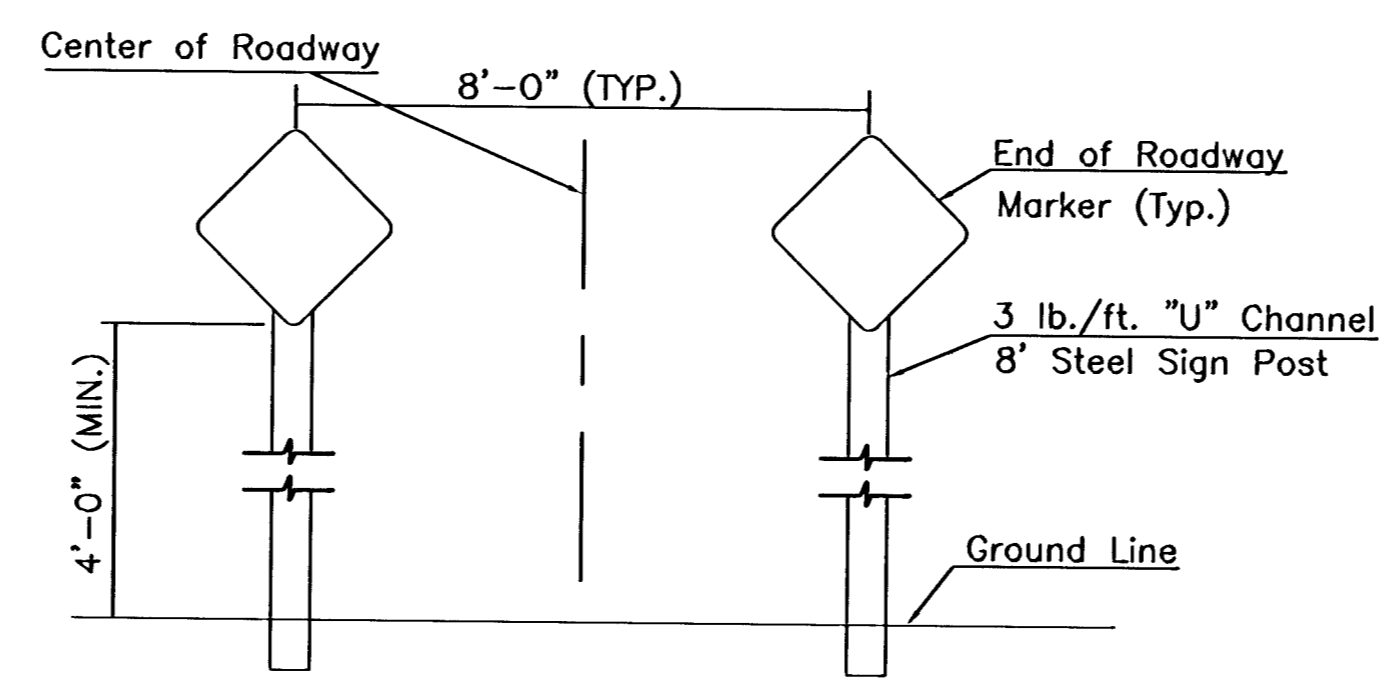 Center of Roadway
8'-0" (TYP.)
End of Roadway
Marker (Typ.)
3 lb./ft. "U" Channel
8' Steel Sign Post
4'-0" (MIN.)
Ground Line